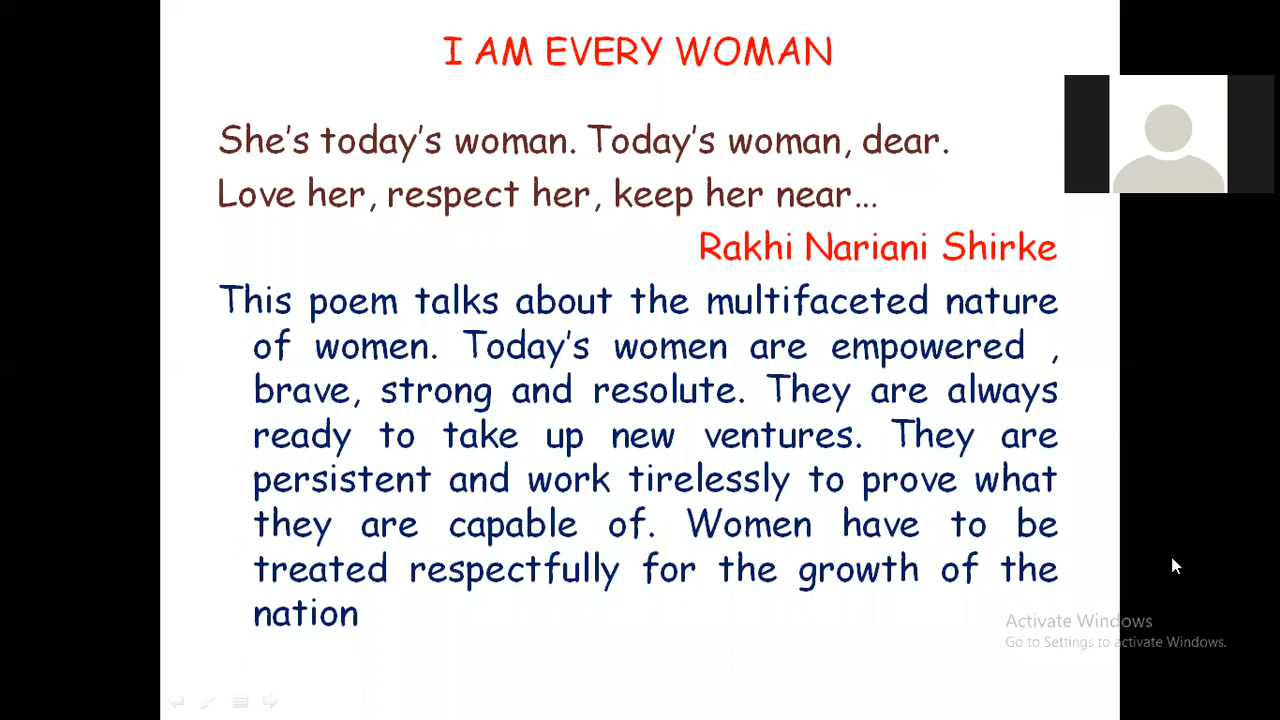 I AM EVERY WOMAN
She's today's woman. Today's woman, dear.
Love her, respect her, keep her near...
Rakhi Nariani Shirke
This poem talks about the multifaceted nature
of women. Today's women are empowered ,
brave, strong and resolute. They are always
ready to take up new ventures. They are
persistent and work tirelessly to prove what
they are capable of. Women have to be
treated respectfully for the growth of the
nation
Activate Windows
Go to Settings to activate Windows.